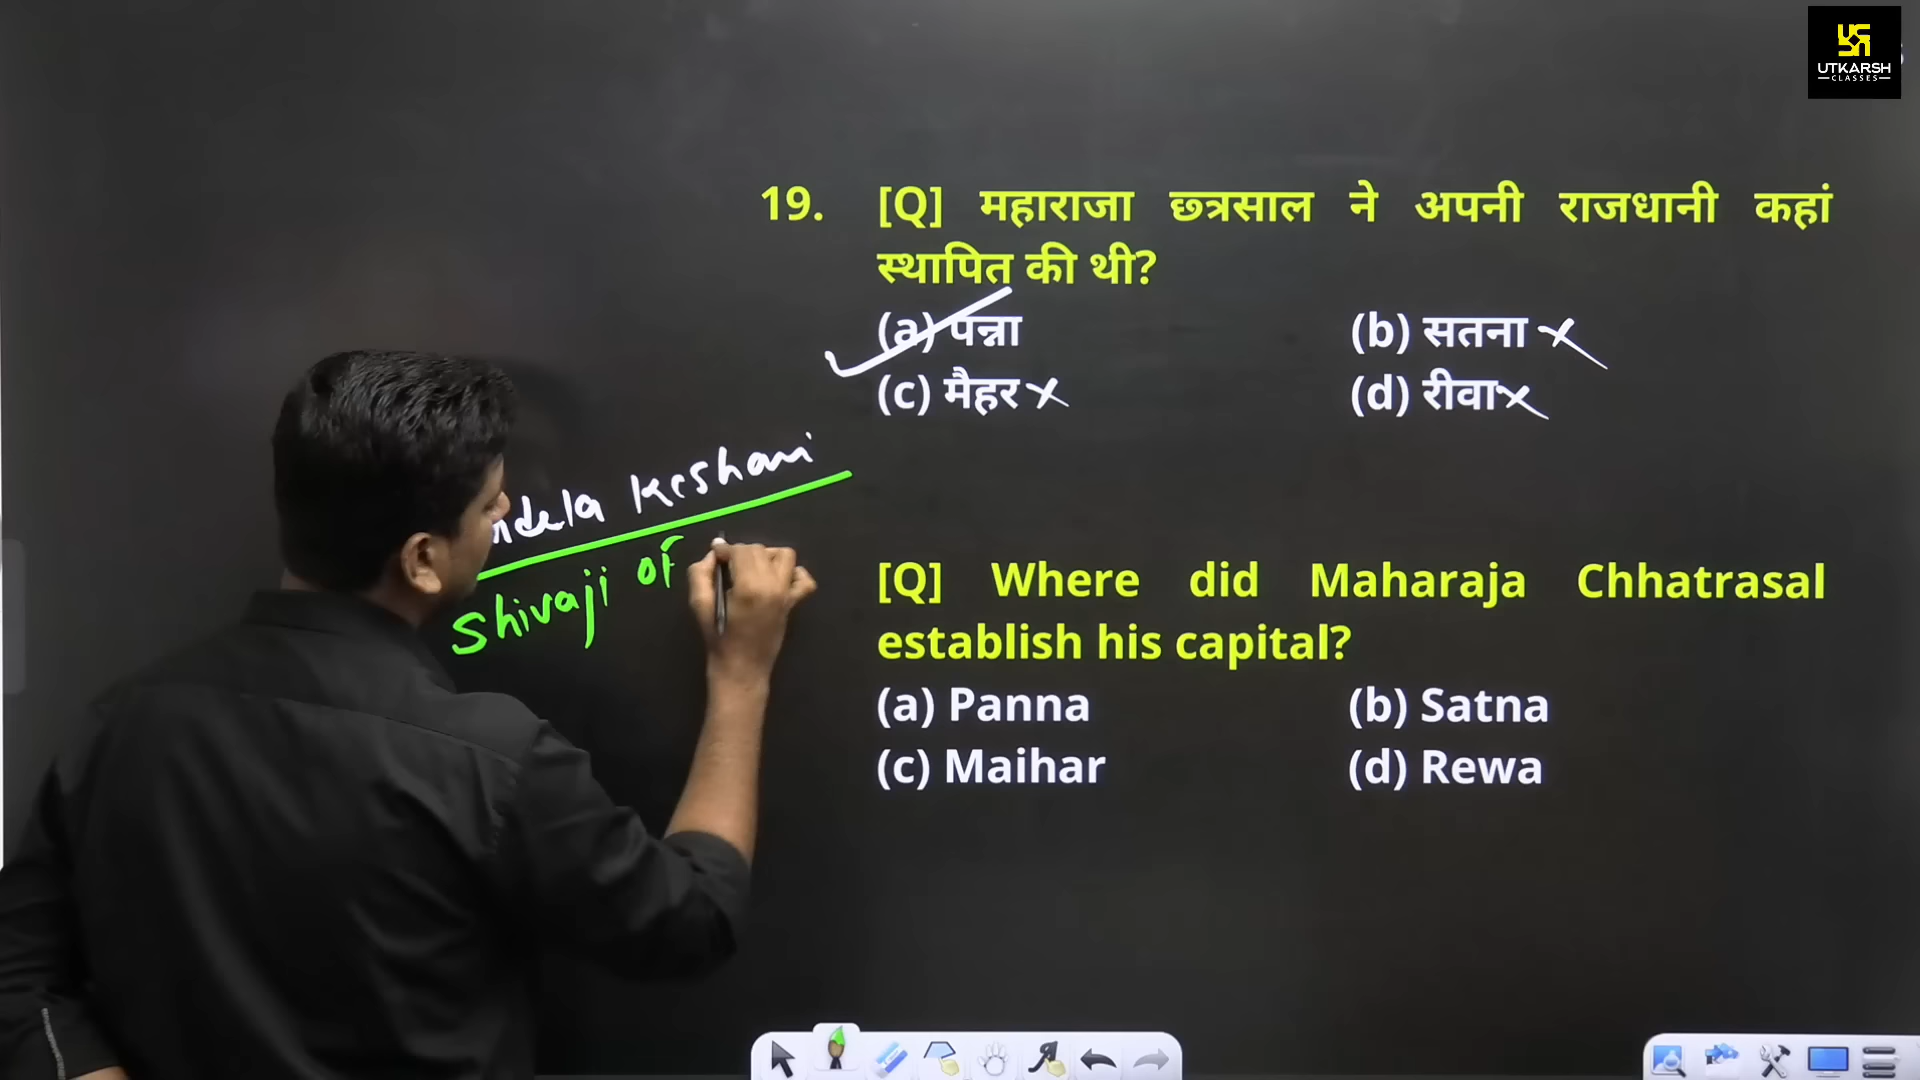 UTKARSH
CLASSES
19. [Q] महाराजा छत्रसाल ने अपनी राजधानी कहां
स्थापित की थी?
(a) पन्ना (b) सतना
(c) मैहर (d) रीवा
Keshari
Shivaji of
[Q] Where did Maharaja Chhatrasal
establish his capital?
(a) Panna (b) Satna
(c) Maihar (d) Rewa